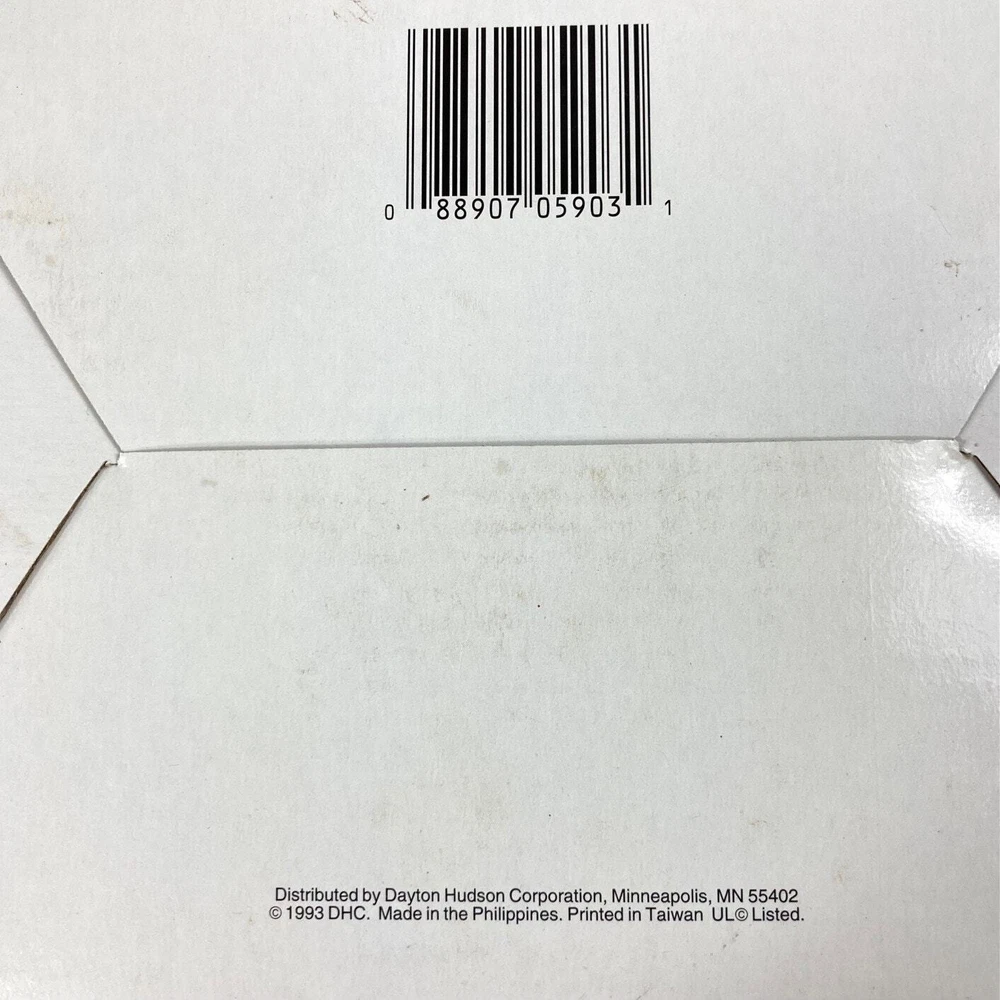 0 88907 05903 1
Distributed by Dayton Hudson Corporation, Minneapolis, MN 55402
© 1993 DHC. Made in the Philippines. Printed in Taiwan UL© Listed.